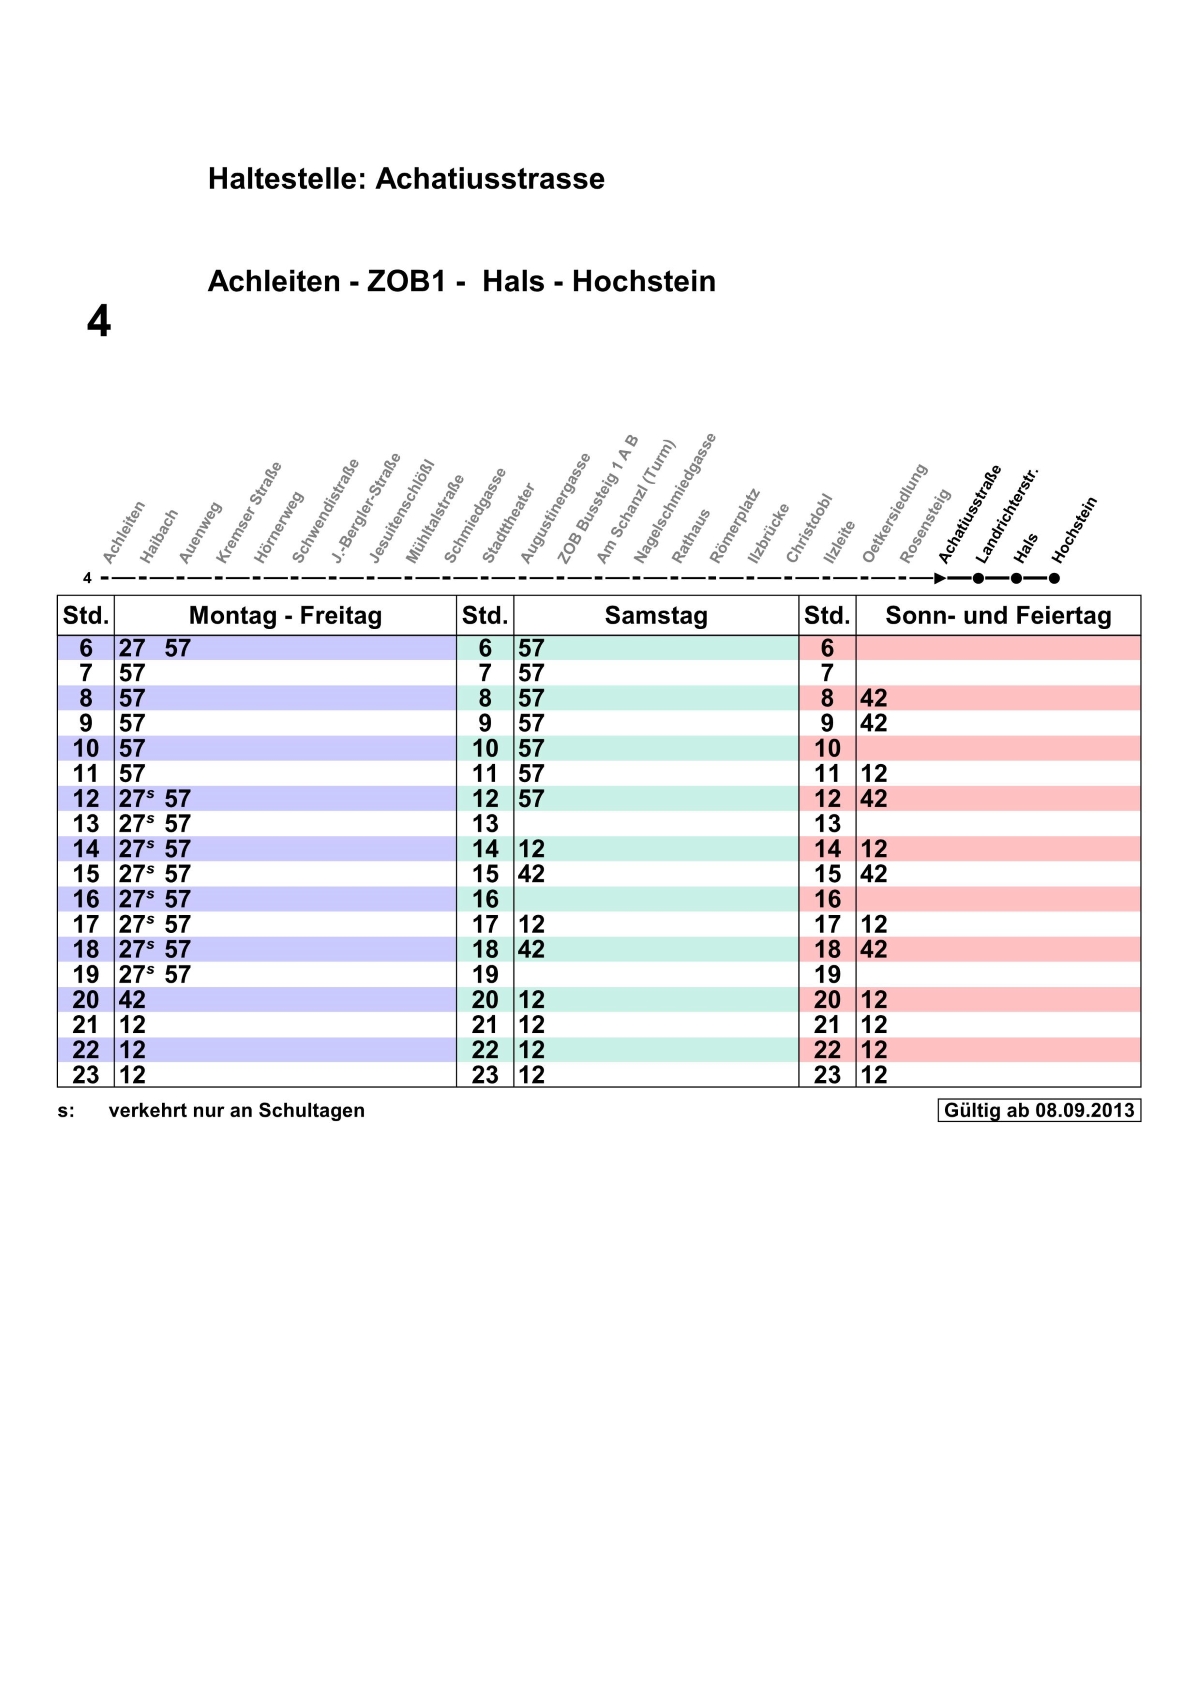 Haltestelle: Achatiusstrasse
Achleiten - ZOB1 - Hals - Hochstein
4
Achleiten
Haibach
Auenweg
Kremser Straße
Hörnerweg
Schwendistraße
J.-Bergler-Straße
Jesuitenschlößl
Mühltalstraße
Schmiedgasse
Stadttheater
Augustinergasse
ZOB Bussteig 1 A B
Am Schanzl (Turm)
Nagelschmiedgasse
Rathaus
Römerplatz
Ilzbrücke
Christdobl
Ilzleite
Oetkersiedlung
Rosensteig
Achatiusstraße
Landrichterstr.
Hals
Hochstein
4
Std. Montag - Freitag Std. Samstag Std. Sonn- und Feiertag
6 27 57 6 57 6
7 57 7 57 7
8 57 8 57 8 42
9 57 9 57 9 42
10 57 10 57 10
11 57 11 57 11 12
12 27s 57 12 57 12 42
13 27s 57 13 13
14 27s 57 14 12 14 12
15 27s 57 15 42 15 42
16 27s 57 16 16
17 27s 57 17 12 17 12
18 27s 57 18 42 18 42
19 27s 57 19 19
20 42 20 12 20 12
21 12 21 12 21 12
22 12 22 12 22 12
23 12 23 12 23 12
s: verkehrt nur an Schultagen Gültig ab 08.09.2013